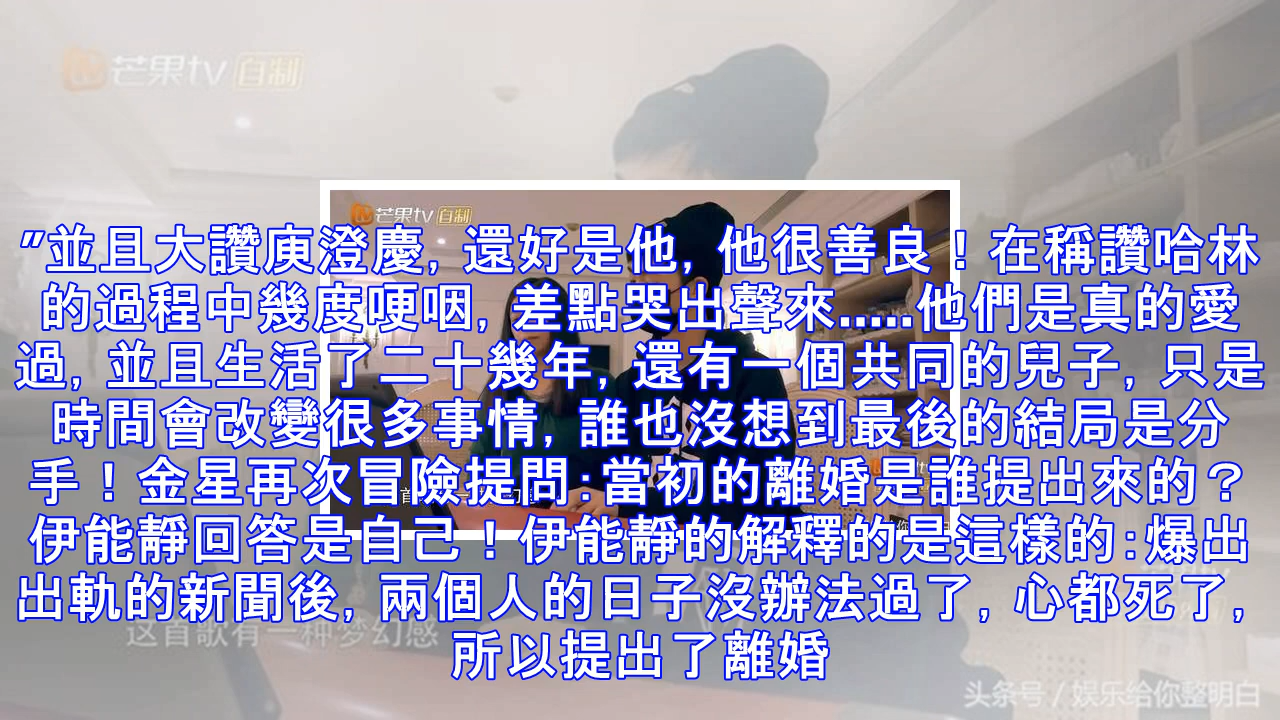 芒果tv 自制
芒果tv 自制
”並且大讚庾澄慶, 還好是他, 他很善良！在稱讚哈林
的過程中幾度哽咽, 差點哭出聲來.....他們是真的愛
過, 並且生活了二十幾年, 還有一個共同的兒子, 只是
時間會改變很多事情, 誰也沒想到最後的結局是分
手！金星再次冒險提問:當初的離婚是誰提出來的？
伊能靜回答是自己！伊能靜的解釋的是這樣的:爆出
出軌的新聞後, 兩個人的日子沒辦法過了, 心都死了,
所以提出了離婚
这首歌有一种梦幻感
头条号 / 娱乐给你整明白